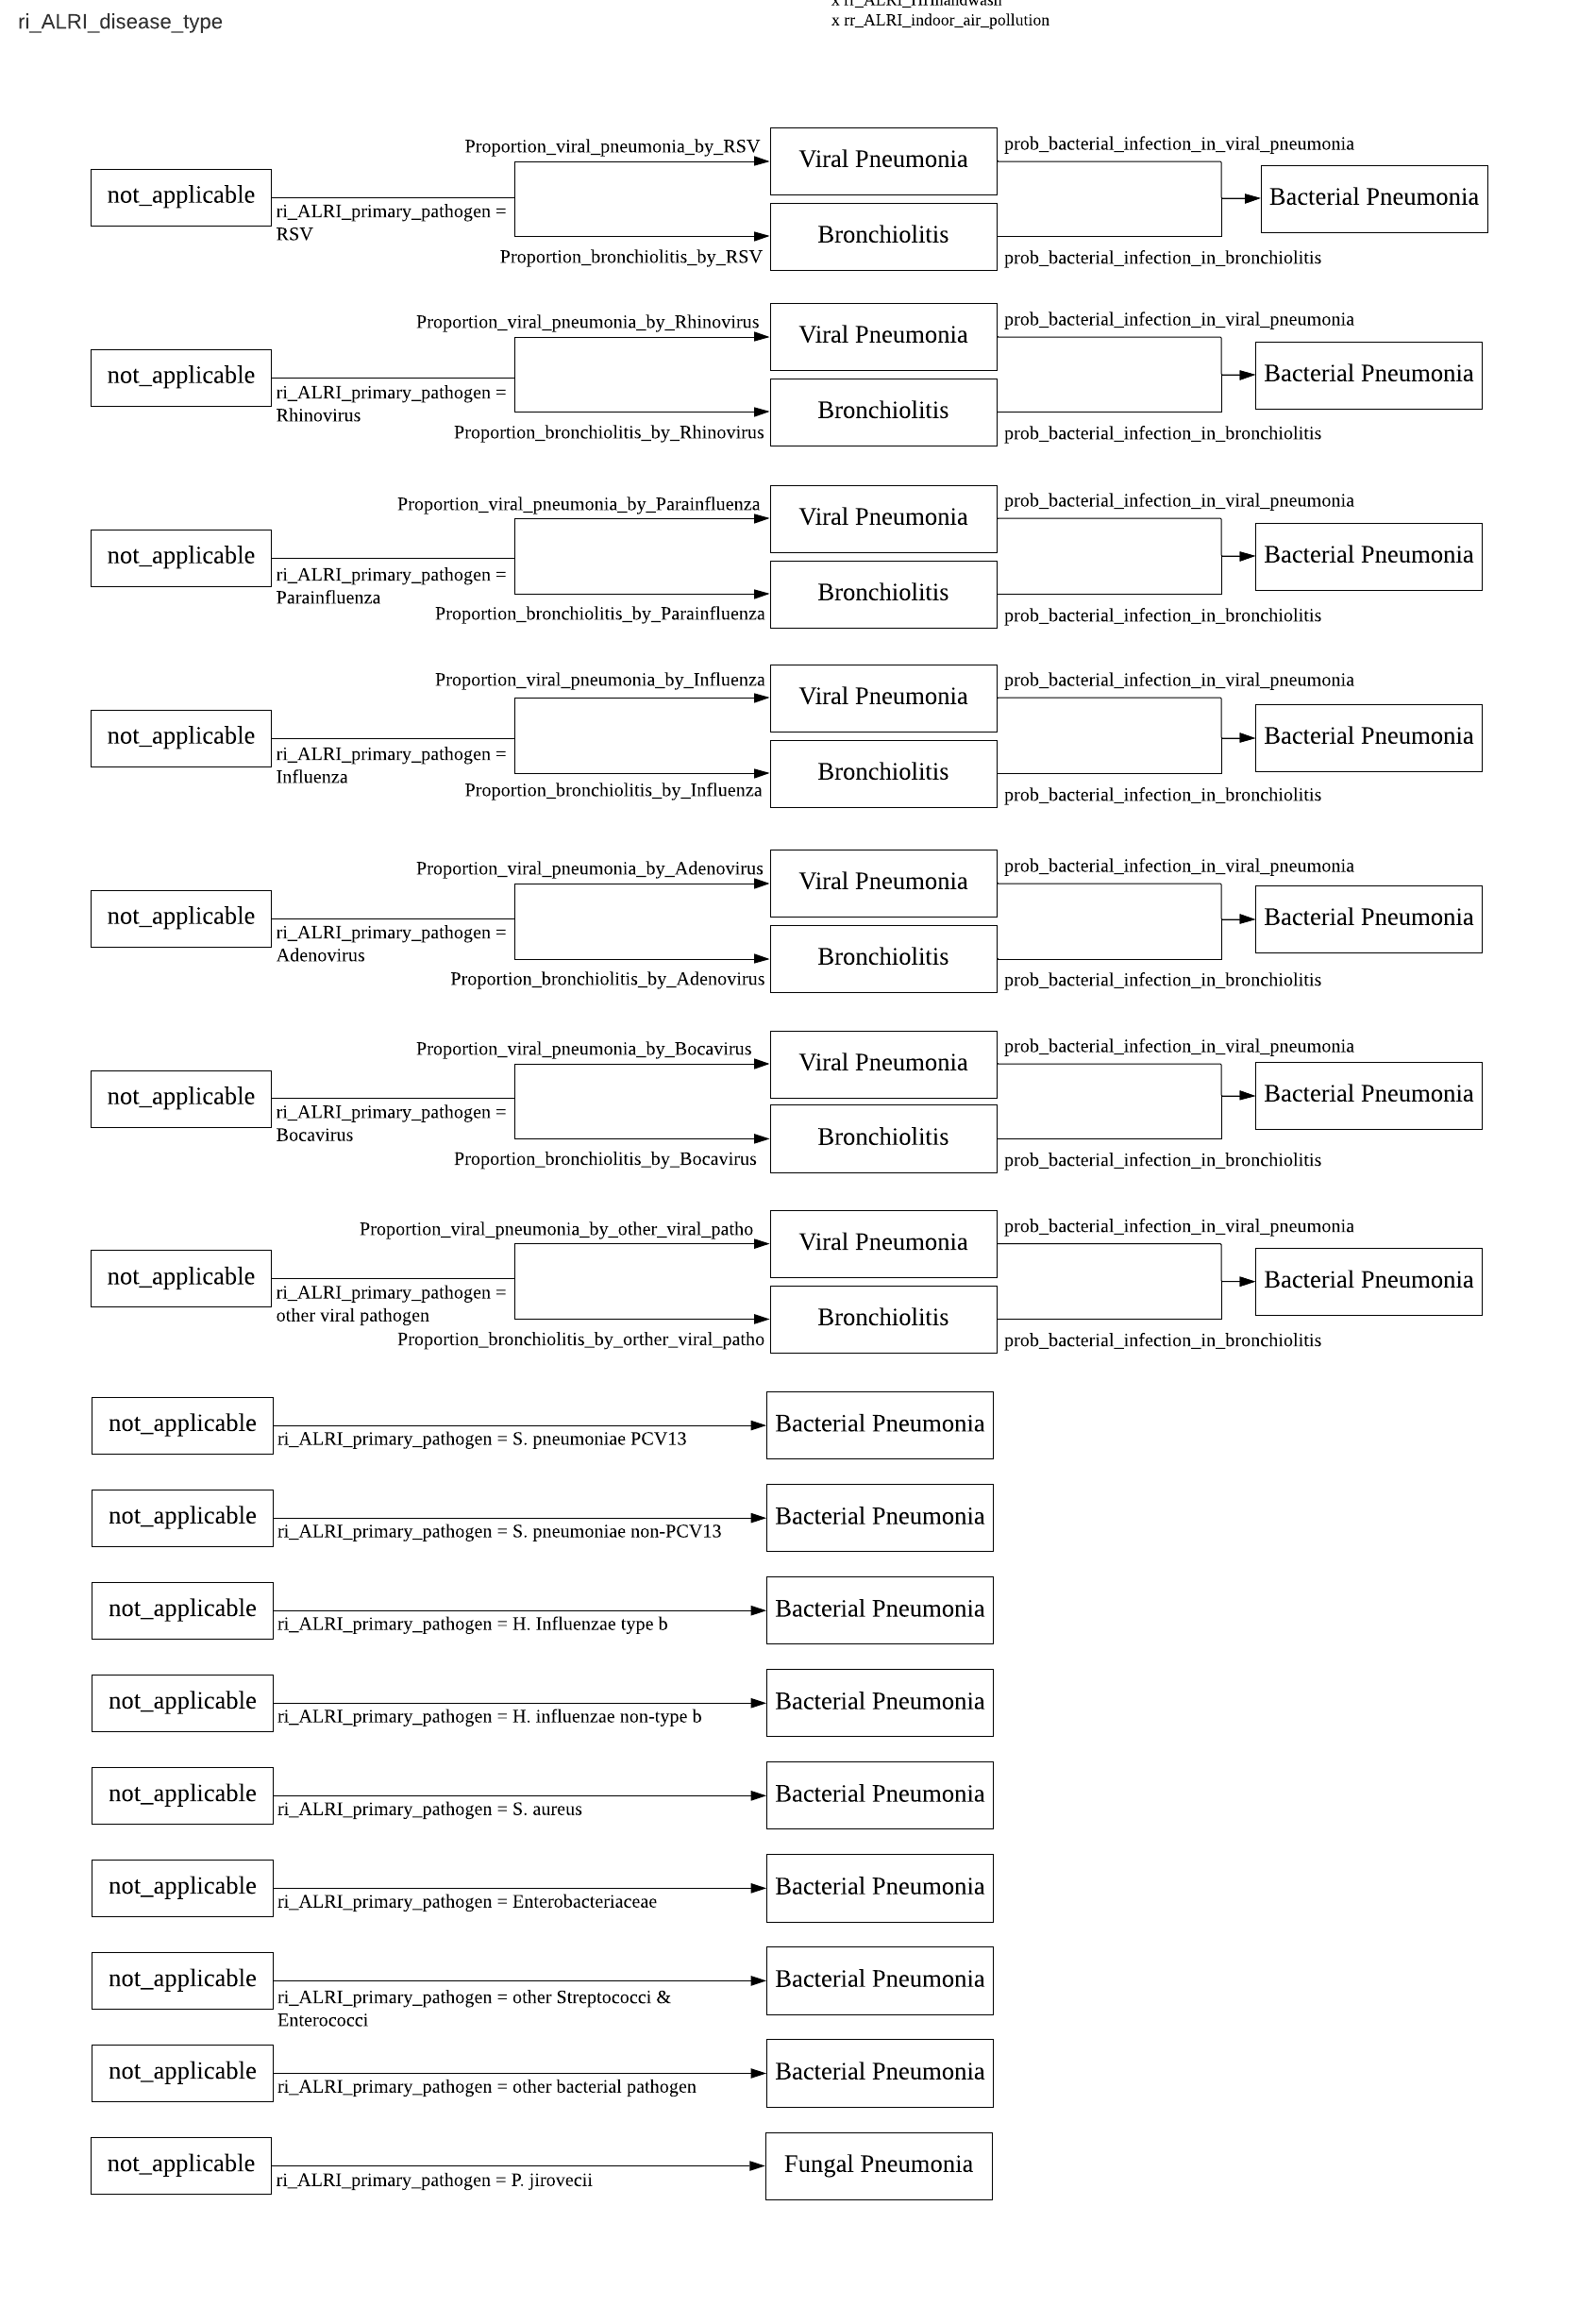 x rr_ALRI_HHhandwash
ri_ALRI_disease_type
x rr_ALRI_indoor_air_pollution
Proportion_viral_pneumonia_by_RSV
Viral Pneumonia
prob_bacterial_infection_in_viral_pneumonia
not_applicable
ri_ALRI_primary_pathogen =
RSV
Bacterial Pneumonia
Bronchiolitis
Proportion_bronchiolitis_by_RSV
prob_bacterial_infection_in_bronchiolitis
Proportion_viral_pneumonia_by_Rhinovirus
Viral Pneumonia
prob_bacterial_infection_in_viral_pneumonia
not_applicable
ri_ALRI_primary_pathogen =
Rhinovirus
Bacterial Pneumonia
Bronchiolitis
Proportion_bronchiolitis_by_Rhinovirus
prob_bacterial_infection_in_bronchiolitis
Proportion_viral_pneumonia_by_Parainfluenza
Viral Pneumonia
prob_bacterial_infection_in_viral_pneumonia
not_applicable
ri_ALRI_primary_pathogen =
Parainfluenza
Bacterial Pneumonia
Bronchiolitis
Proportion_bronchiolitis_by_Parainfluenza
prob_bacterial_infection_in_bronchiolitis
Proportion_viral_pneumonia_by_Influenza
Viral Pneumonia
prob_bacterial_infection_in_viral_pneumonia
not_applicable
ri_ALRI_primary_pathogen =
Influenza
Bacterial Pneumonia
Bronchiolitis
Proportion_bronchiolitis_by_Influenza
prob_bacterial_infection_in_bronchiolitis
Proportion_viral_pneumonia_by_Adenovirus
Viral Pneumonia
prob_bacterial_infection_in_viral_pneumonia
not_applicable
ri_ALRI_primary_pathogen =
Adenovirus
Bacterial Pneumonia
Bronchiolitis
Proportion_bronchiolitis_by_Adenovirus
prob_bacterial_infection_in_bronchiolitis
Proportion_viral_pneumonia_by_Bocavirus
Viral Pneumonia
prob_bacterial_infection_in_viral_pneumonia
not_applicable
ri_ALRI_primary_pathogen =
Bocavirus
Bacterial Pneumonia
Bronchiolitis
Proportion_bronchiolitis_by_Bocavirus
prob_bacterial_infection_in_bronchiolitis
Proportion_viral_pneumonia_by_other_viral_patho
Viral Pneumonia
prob_bacterial_infection_in_viral_pneumonia
not_applicable
ri_ALRI_primary_pathogen =
other viral pathogen
Bacterial Pneumonia
Bronchiolitis
Proportion_bronchiolitis_by_orther_viral_patho
prob_bacterial_infection_in_bronchiolitis
not_applicable
ri_ALRI_primary_pathogen = S. pneumoniae PCV13
Bacterial Pneumonia
not_applicable
ri_ALRI_primary_pathogen = S. pneumoniae non-PCV13
Bacterial Pneumonia
not_applicable
ri_ALRI_primary_pathogen = H. Influenzae type b
Bacterial Pneumonia
not_applicable
ri_ALRI_primary_pathogen = H. influenzae non-type b
Bacterial Pneumonia
not_applicable
ri_ALRI_primary_pathogen = S. aureus
Bacterial Pneumonia
not_applicable
ri_ALRI_primary_pathogen = Enterobacteriaceae
Bacterial Pneumonia
not_applicable
ri_ALRI_primary_pathogen = other Streptococci &
Enterococci
Bacterial Pneumonia
not_applicable
ri_ALRI_primary_pathogen = other bacterial pathogen
Bacterial Pneumonia
not_applicable
ri_ALRI_primary_pathogen = P. jirovecii
Fungal Pneumonia